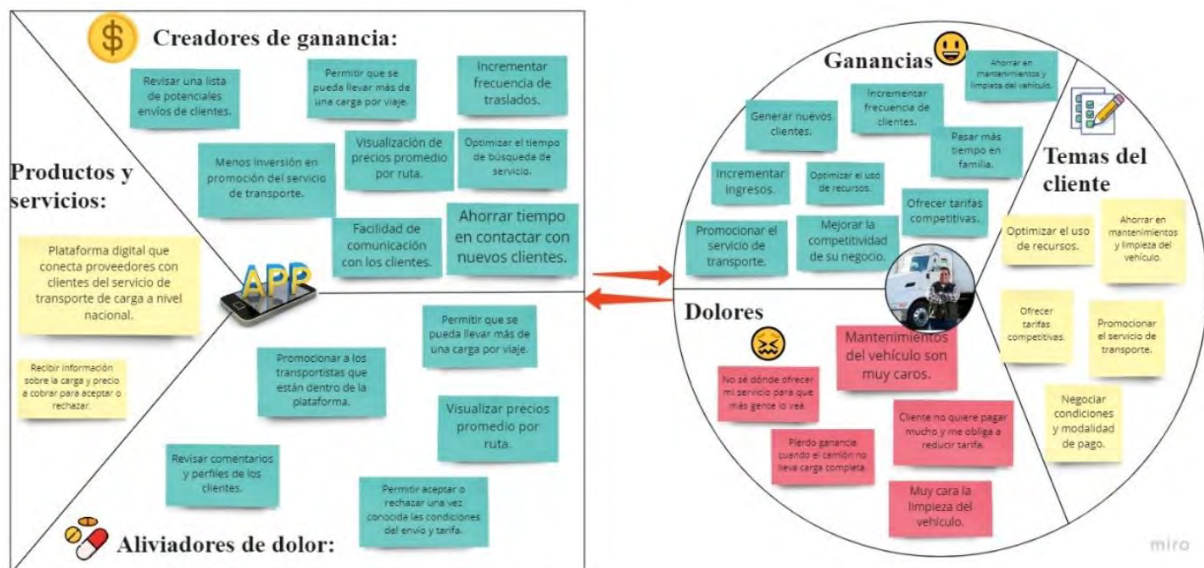 Creadores de ganancia:
Revisar una lista
de potenciales
envíos de clientes.
Permitir que se
pueda llevar más
de una carga por viaje.
Incrementar
frecuencia de
traslados.
Menos inversión en
promoción del servicio
de transporte.
Visualización de
precios promedio
por ruta.
Optimizar el tiempo
de búsqueda de
servicio.
Facilidad de
comunicación
con los clientes.
Ahorrar tiempo
en contactar con
nuevos clientes.
Productos y
servicios:
Plataforma digital que
conecta proveedores con
clientes del servicio de
transporte de carga a nivel
nacional.
Recibir información
sobre la carga y precio
a cobrar para aceptar o
rechazar.
APP
Permitir que se
pueda llevar más
de una carga por viaje.
Promocionar a los
transportistas que
están dentro de la
plataforma.
Visualizar precios
promedio por
ruta.
Revisar comentarios
y perfiles de los
clientes.
Permitir aceptar o
rechazar una vez
conocida las condiciones
del envío y tarifa.
Aliviadores de dolor:
Ganancias
Ahorrar en
mantenimientos y
limpieza del vehículo.
Generar nuevos
clientes.
Incrementar
frecuencia de
clientes.
Pasar más
tiempo en
familia.
Incrementar
ingresos.
Optimizar el uso
de recursos.
Ofrecer tarifas
competitivas.
Promocionar el
servicio de
transporte.
Mejorar la
competitividad
de su negocio.
Temas del
cliente
Optimizar el uso
de recursos.
Ahorrar en
mantenimientos
y limpieza del
vehículo.
Ofrecer
tarifas
competitivas.
Promocionar
el servicio de
transporte.
Negociar
condiciones
y modalidad
de pago.
Dolores
Mantenimientos
del vehículo son
muy caros.
No sé dónde ofrecer
mi servicio para que
más gente lo vea.
Cliente no quiere pagar
mucho y me obliga a
reducir tarifa.
Pierdo ganancia
cuando el camión no
lleva carga completa.
Muy cara la
limpieza del
vehículo.
miro